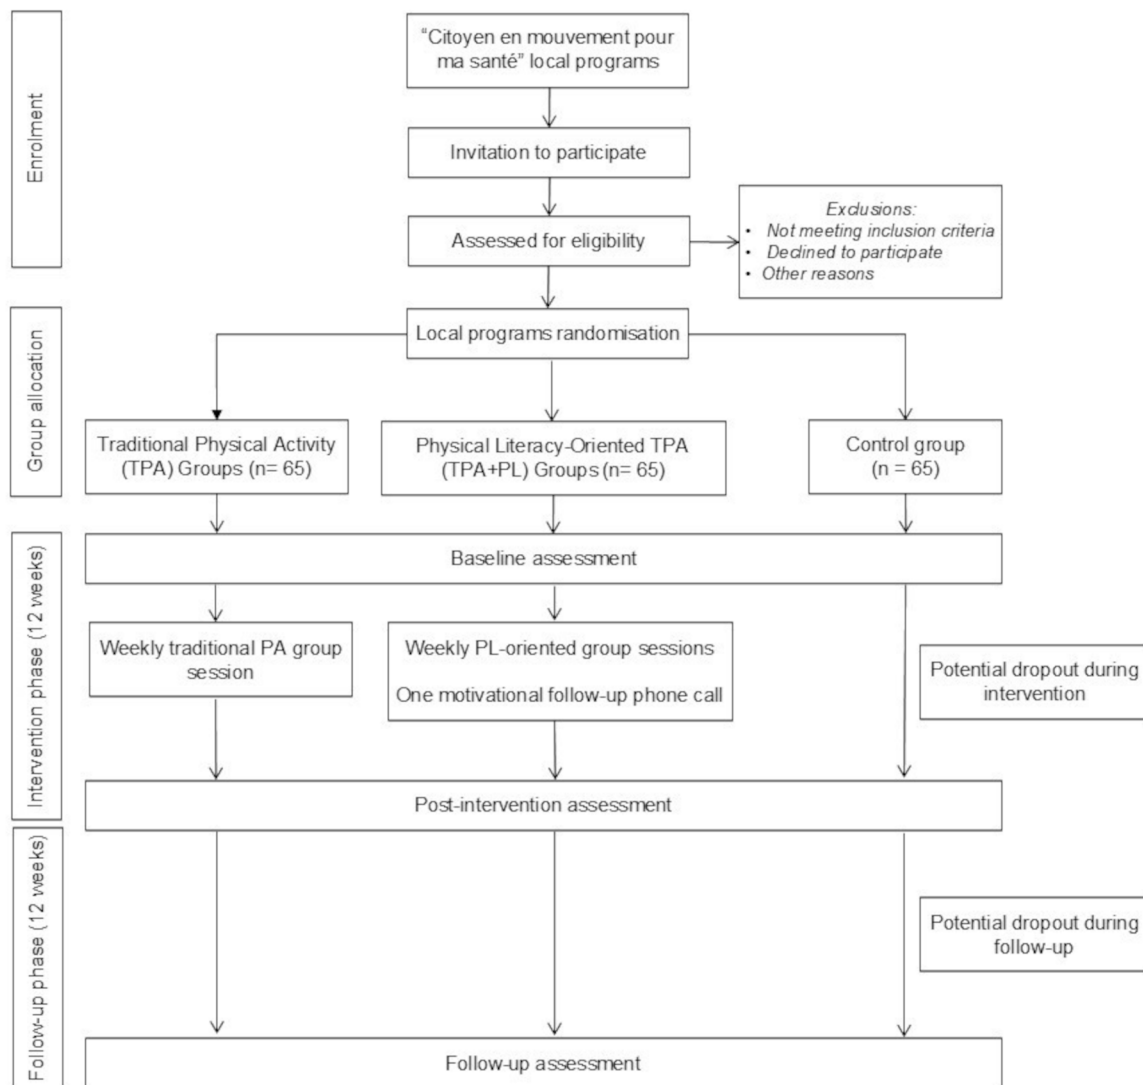 Enrolment
“Citoyen en mouvement pour
ma santé” local programs
Invitation to participate
Assessed for eligibility
Exclusions:
• Not meeting inclusion criteria
• Declined to participate
• Other reasons
Group allocation
Local programs randomisation
Traditional Physical Activity
(TPA) Groups (n= 65)
Physical Literacy-Oriented TPA
(TPA+PL) Groups (n= 65)
Control group
(n = 65)
Intervention phase (12 weeks)
Baseline assessment
Weekly traditional PA group
session
Weekly PL-oriented group sessions
One motivational follow-up phone call
Potential dropout during
intervention
Post-intervention assessment
Follow-up phase (12 weeks)
Potential dropout during
follow-up
Follow-up assessment